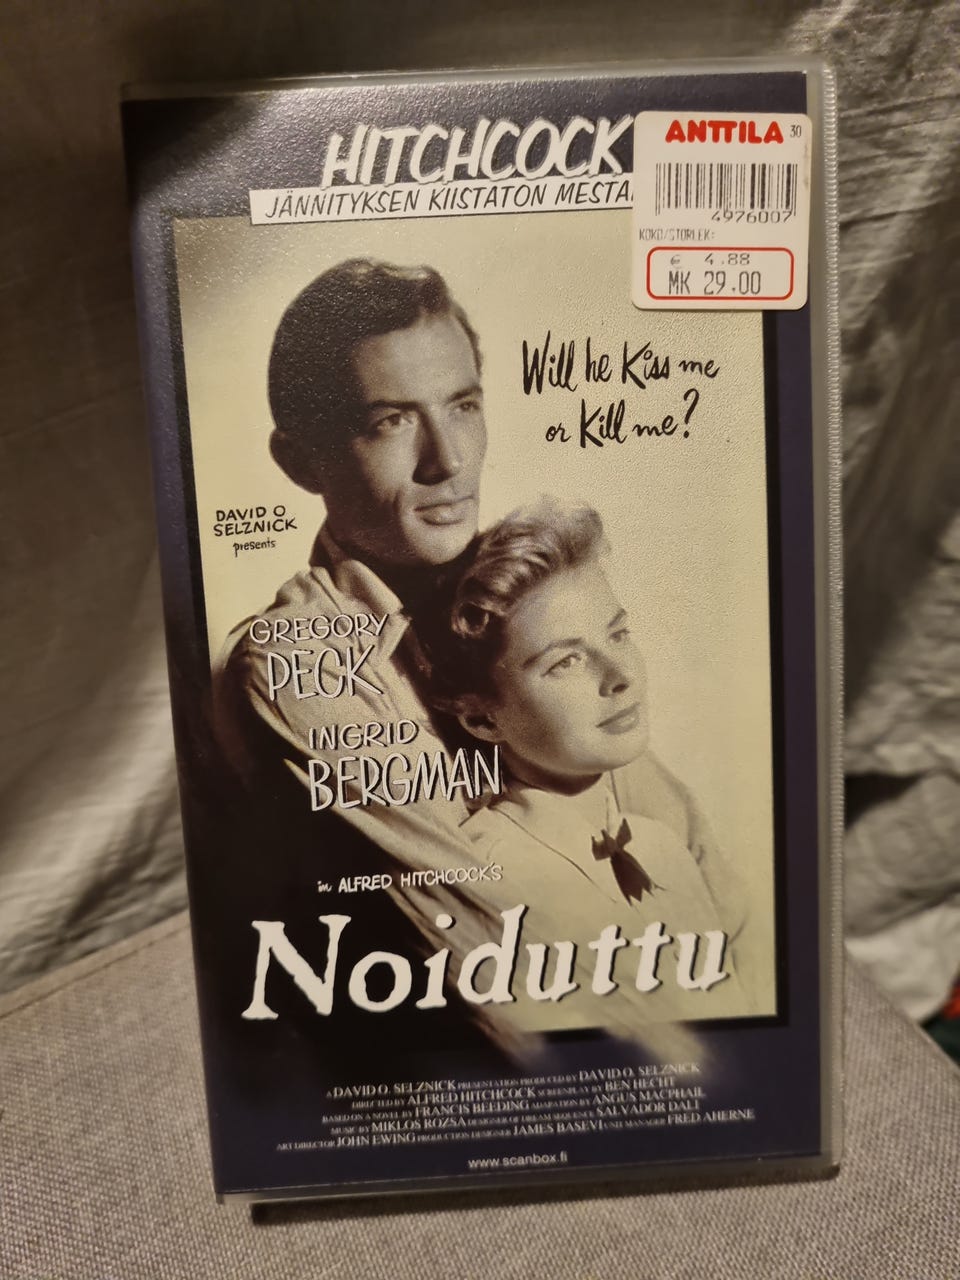 HITCHCOCK
JÄNNITYKSEN KIISTATON
ANTTILA 30
4976007
KOKO/STORLEK:
€ 4.88
MK 29.00
Will he Kiss me
or Kill me?
DAVID O
SELZNICK
presents
GREGORY
PECK
INGRID
BERGMAN
in ALFRED HITCHCOCK'S
Noiduttu
A DAVID O. SELZNICK PRESENTATION PRODUCED BY DAVID O. SELZNICK
DIRECTED BY ALFRED HITCHCOCK SCREENPLAY BY BEN HECHT
BASED ON A NOVEL BY FRANCIS BEEDING ADAPTATION BY ANGUS MACPHAIL
MUSIC BY MIKLOS ROZSA DESIGNER OF DREAM SEQUENCE SALVADOR DALI
ART DIRECTOR JOHN EWING PRODUCTION DESIGNER JAMES BASEVI UNIT MANAGER FRED AHERNE
www.scanbox.fi